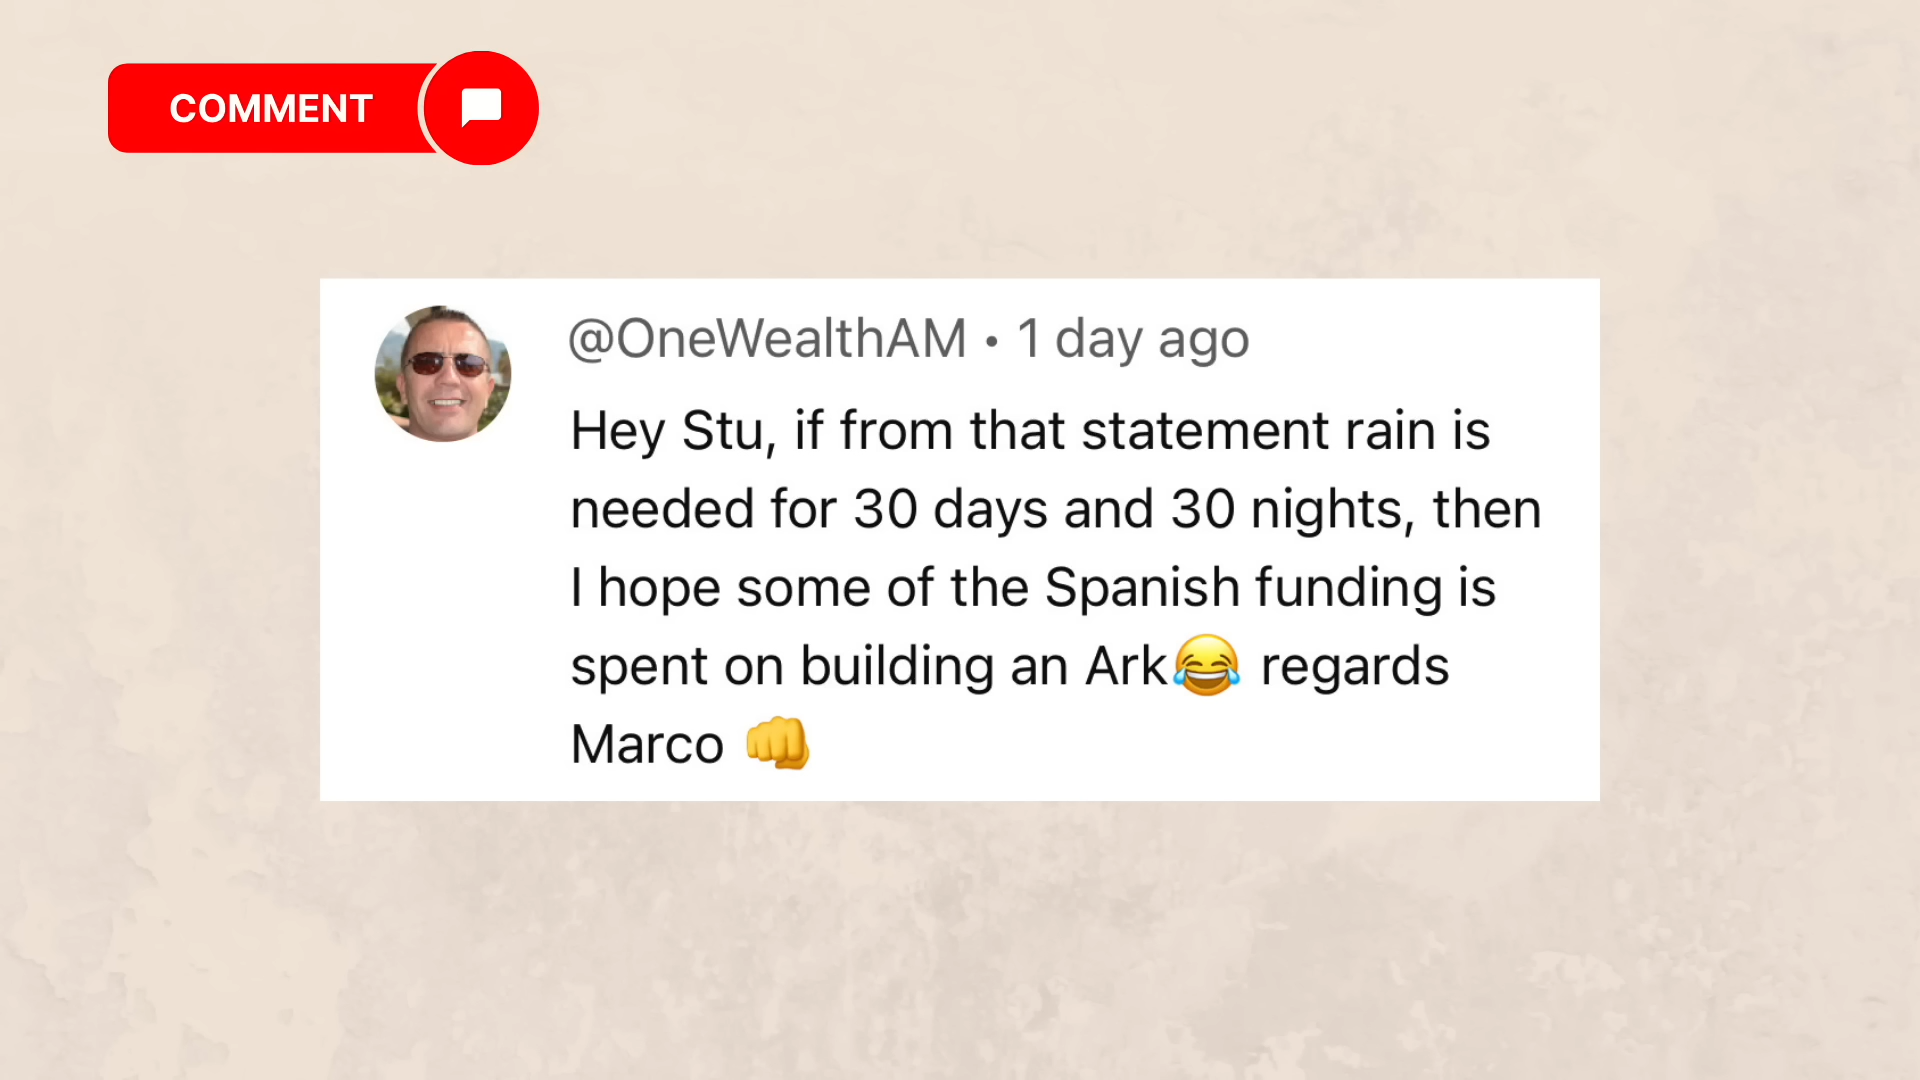 COMMENT
@OneWealthAM • 1 day ago
Hey Stu, if from that statement rain is
needed for 30 days and 30 nights, then
I hope some of the Spanish funding is
spent on building an Ark😂 regards
Marco 👊